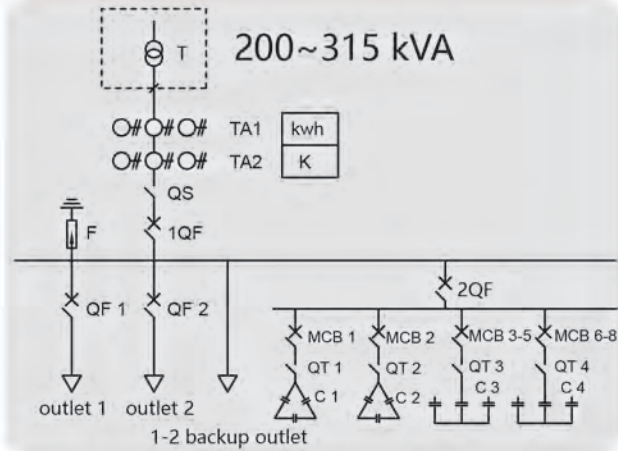 T
200~315 kVA
TA1
kwh
TA2
K
QS
F
1QF
2QF
QF 1
QF 2
MCB 1
MCB 2
MCB 3-5
MCB 6-8
QT 1
QT 2
QT 3
QT 4
C 1
C 2
C 3
C 4
outlet 1
outlet 2
1-2 backup outlet